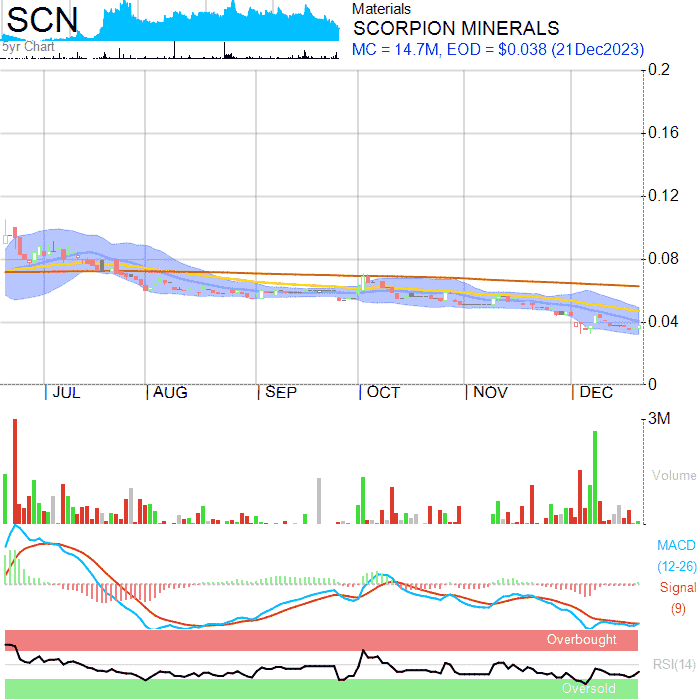 SCN
Materials
SCORPION MINERALS
MC = 14.7M, EOD = $0.038 (21Dec2023)
5yr Chart
0.2
0.16
0.12
0.08
0.04
0
JUL AUG SEP OCT NOV DEC
3M
Volume
MACD
(12-26)
Signal
(9)
Overbought
RSI(14)
Oversold